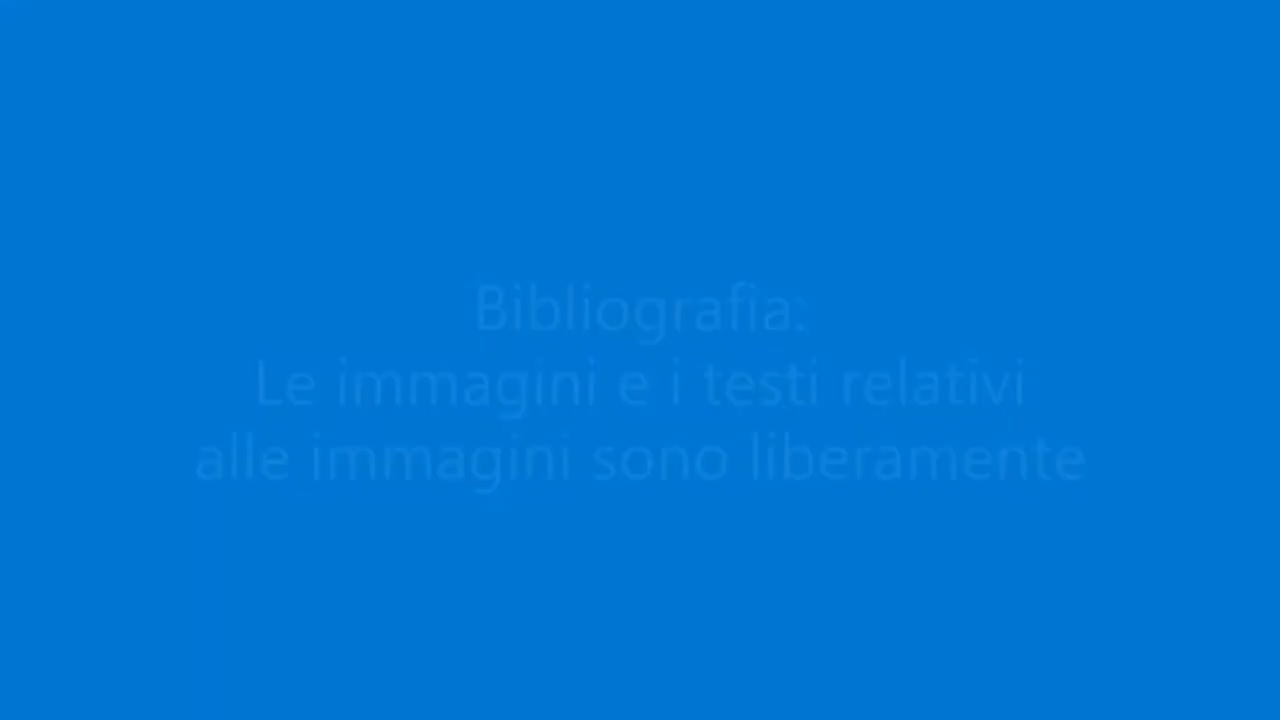 Bibliografia:
Le immagini e i testi relativi
alle immagini sono liberamente